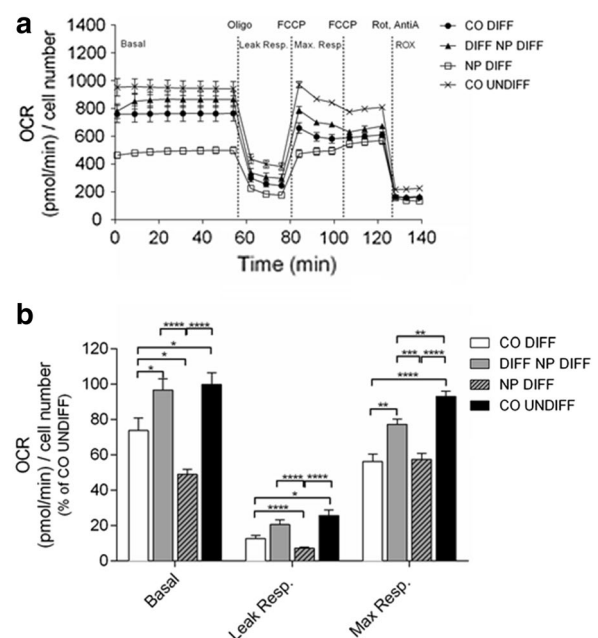 a
Oligo FCCP FCCP Rot, AntiA
Basal Leak Resp. Max. Resp ROX
CO DIFF
DIFF NP DIFF
NP DIFF
CO UNDIFF
OCR
(pmol/min) / cell number
1400
1200
1000
800
600
400
200
0
0 20 40 60 80 100 120 140
Time (min)
b
CO DIFF
DIFF NP DIFF
NP DIFF
CO UNDIFF
OCR
(pmol/min) / cell number
(% of CO UNDIFF)
120
100
80
60
40
20
0
**** ****
*
*
*
**** ****
*
****
**
*** ****
****
**
Basal
Leak Resp.
Max Resp.